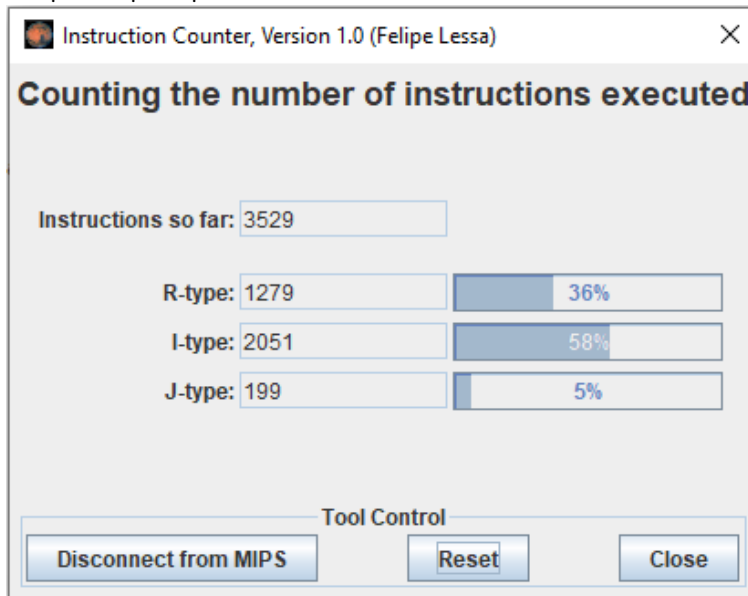 Instruction Counter, Version 1.0 (Felipe Lessa)
Counting the number of instructions executed
Instructions so far: 3529
R-type: 1279 36%
I-type: 2051 58%
J-type: 199 5%
Tool Control
Disconnect from MIPS Reset Close